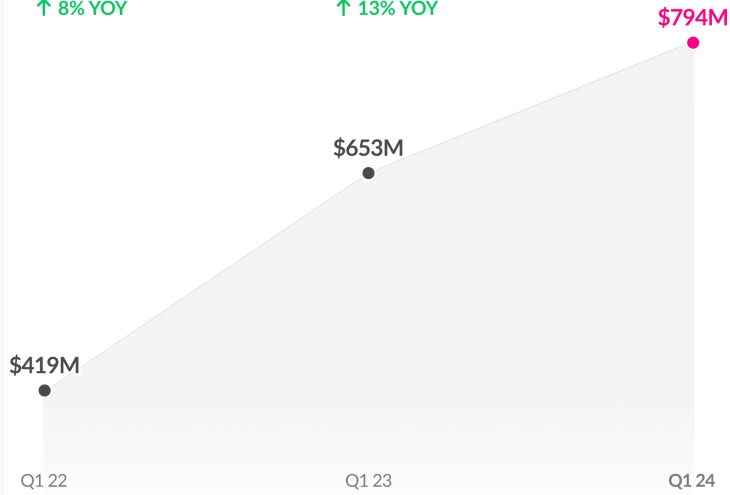 ↑ 8% YOY
↑ 13% YOY
$794M
$653M
$419M
Q1 22
Q1 23
Q1 24